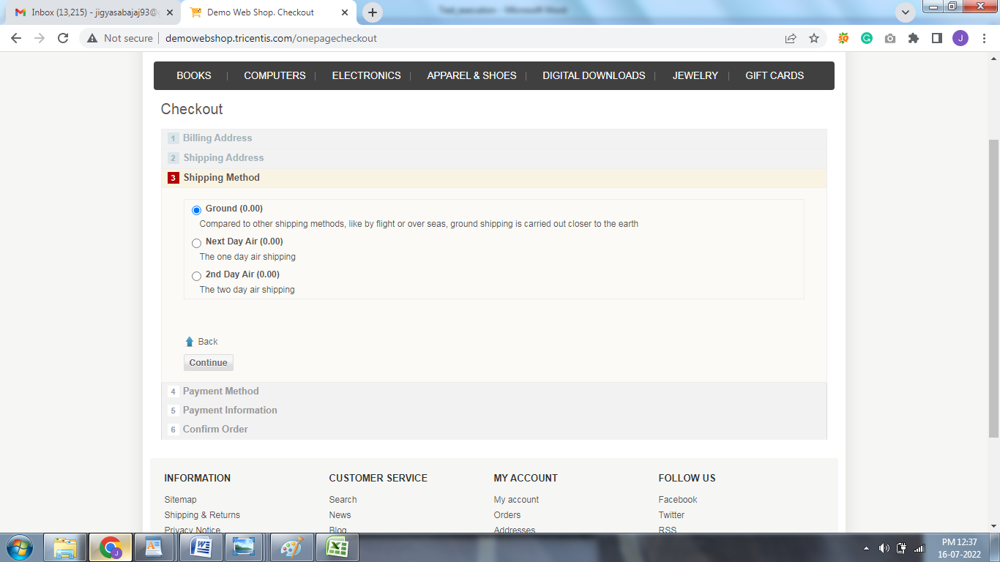 Inbox (13,215) - jigyasabajaj93@
Demo Web Shop. Checkout
Test_execution - Microsoft Word
Not secure
demowebshop.tricentis.com/onepagecheckout
J
BOOKS COMPUTERS ELECTRONICS APPAREL & SHOES DIGITAL DOWNLOADS JEWELRY GIFT CARDS
Checkout
1 Billing Address
2 Shipping Address
3 Shipping Method
Ground (0.00)
Compared to other shipping methods, like by flight or over seas, ground shipping is carried out closer to the earth
Next Day Air (0.00)
The one day air shipping
2nd Day Air (0.00)
The two day air shipping
Back
Continue
4 Payment Method
5 Payment Information
6 Confirm Order
INFORMATION CUSTOMER SERVICE MY ACCOUNT FOLLOW US
Sitemap Search My account Facebook
Shipping & Returns News Orders Twitter
Privacy Notice Blog Addresses RSS
PM 12:37
16-07-2022